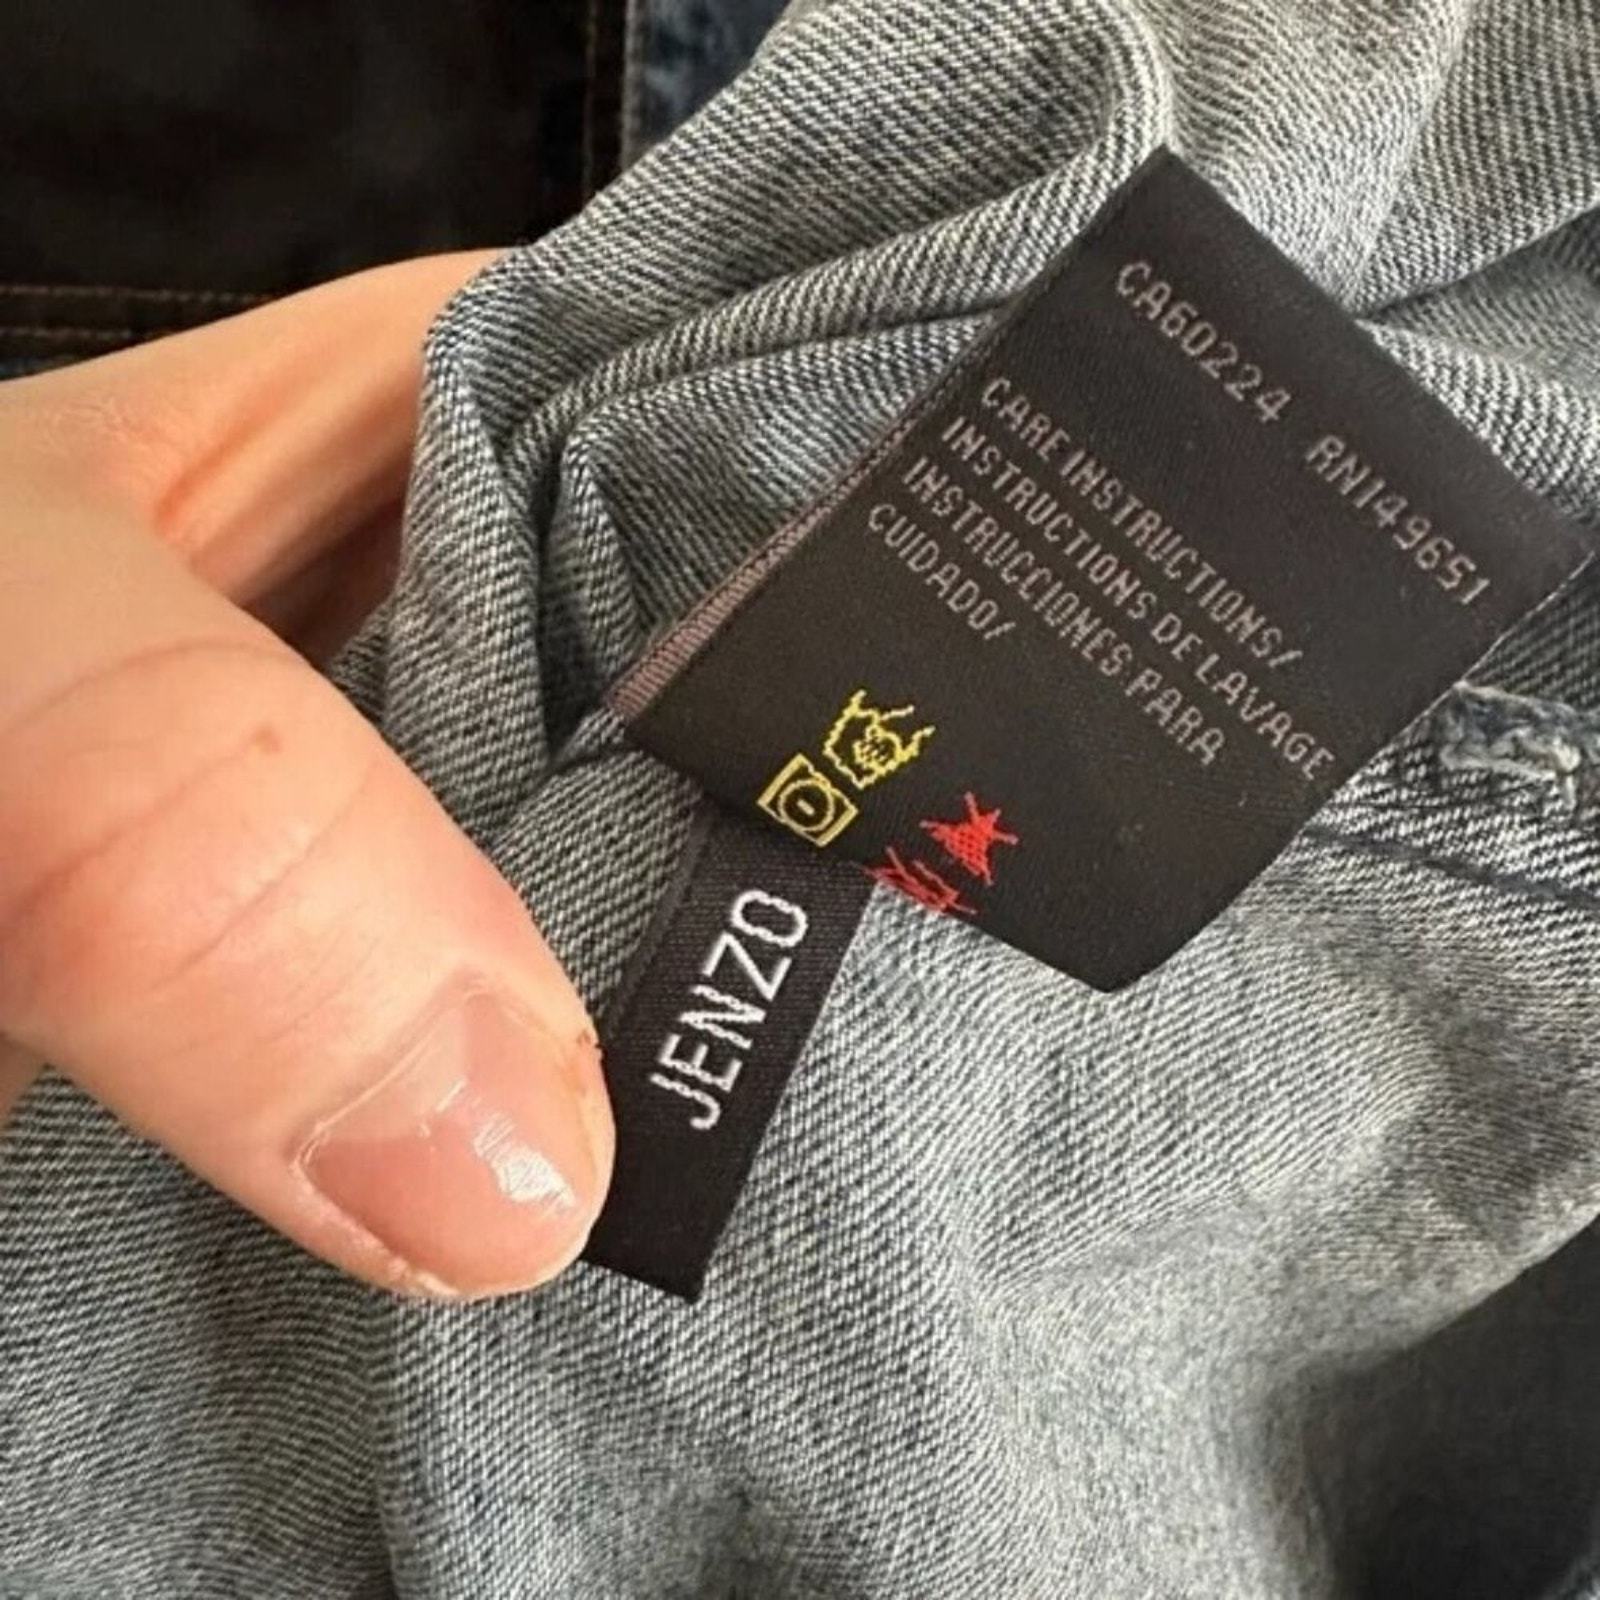 CA60224 RN149651
CARE INSTRUCTIONS/
INSTRUCTIONS DE LAVAGE
INSTRUCCIONES PARA
CUIDADO/
JENZO